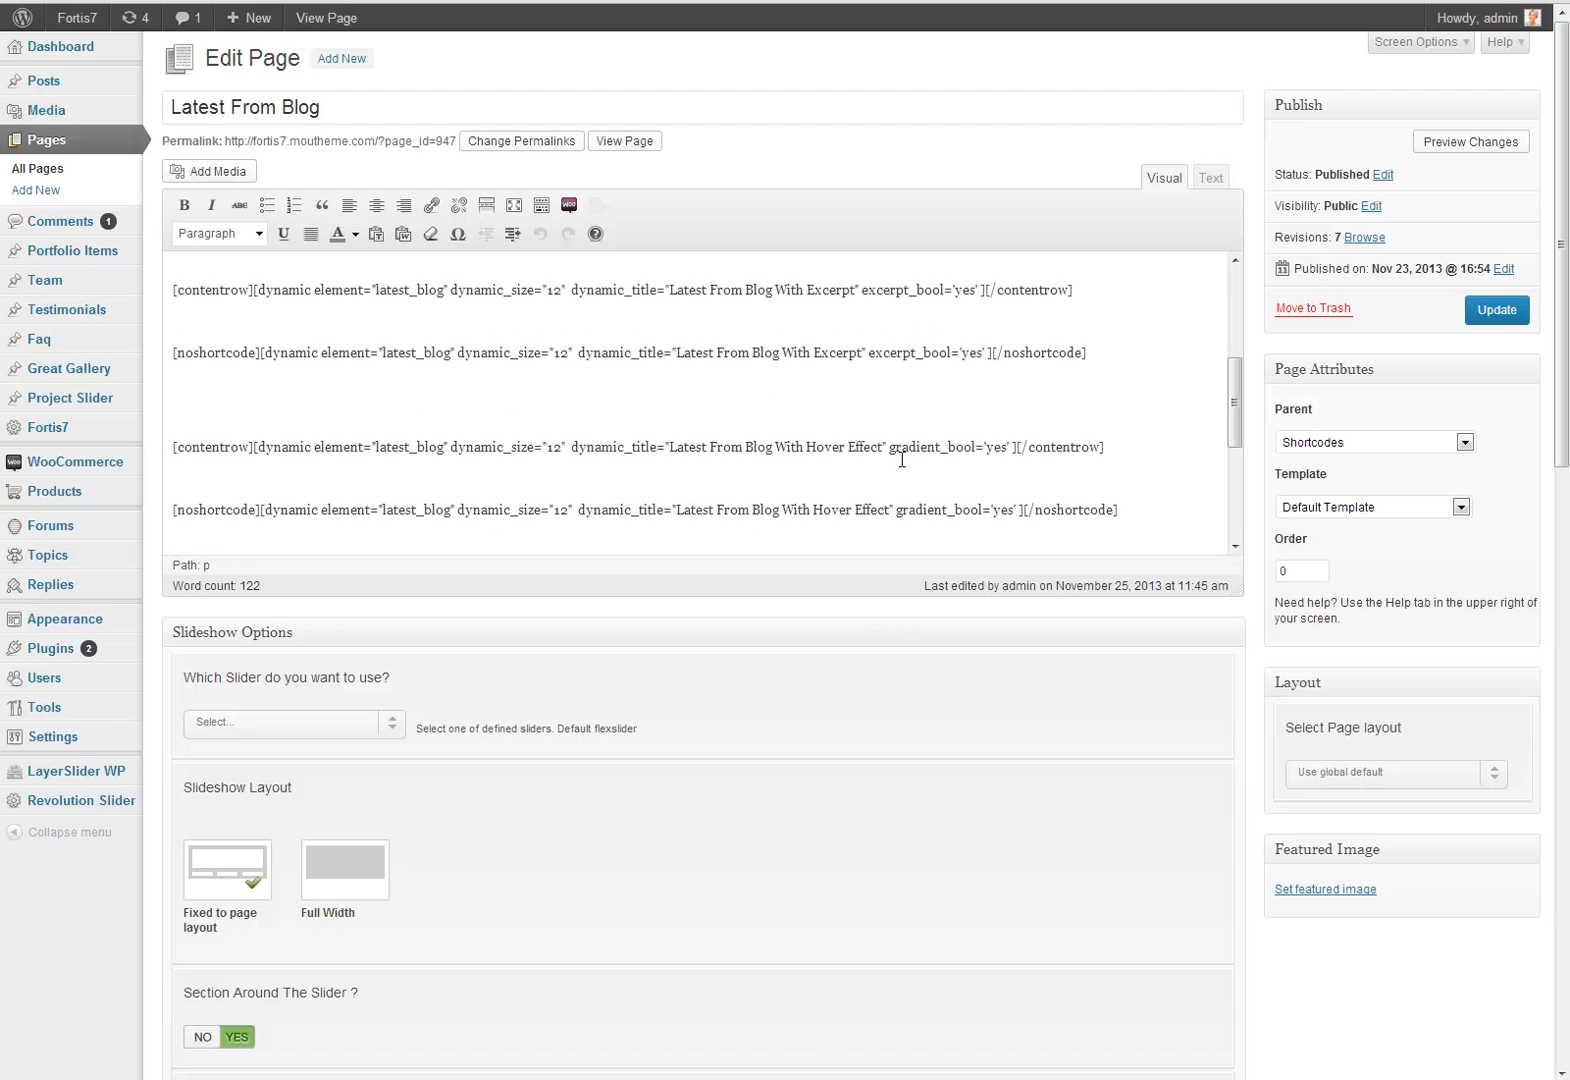 Fortis7 4 1 New View Page Howdy, admin
Screen Options Help
Dashboard
Posts
Media
Pages
All Pages
Add New
Comments 1
Portfolio Items
Team
Testimonials
Faq
Great Gallery
Project Slider
Fortis7
WooCommerce
Products
Forums
Topics
Replies
Appearance
Plugins 2
Users
Tools
Settings
LayerSlider WP
Revolution Slider
Collapse menu
Edit Page Add New
Latest From Blog
Permalink: http://fortis7.moutheme.com/?page_id=947 Change Permalinks View Page
Add Media
Visual Text
B I ABC
Paragraph U A Ω
[contentrow][dynamic element="latest_blog" dynamic_size="12" dynamic_title="Latest From Blog With Excerpt" excerpt_bool='yes' ][/contentrow]
[noshortcode][dynamic element="latest_blog" dynamic_size="12" dynamic_title="Latest From Blog With Excerpt" excerpt_bool='yes' ][/noshortcode]
[contentrow][dynamic element="latest_blog" dynamic_size="12" dynamic_title="Latest From Blog With Hover Effect" gradient_bool='yes' ][/contentrow]
[noshortcode][dynamic element="latest_blog" dynamic_size="12" dynamic_title="Latest From Blog With Hover Effect" gradient_bool='yes' ][/noshortcode]
Path: p
Word count: 122 Last edited by admin on November 25, 2013 at 11:45 am
Slideshow Options
Which Slider do you want to use?
Select... Select one of defined sliders. Default flexslider
Slideshow Layout
Fixed to page
layout
Full Width
Section Around The Slider ?
NO YES
Publish
Preview Changes
Status: Published Edit
Visibility: Public Edit
Revisions: 7 Browse
Published on: Nov 23, 2013 @ 16:54 Edit
Move to Trash Update
Page Attributes
Parent
Shortcodes
Template
Default Template
Order
0
Need help? Use the Help tab in the upper right of
your screen.
Layout
Select Page layout
Use global default
Featured Image
Set featured image